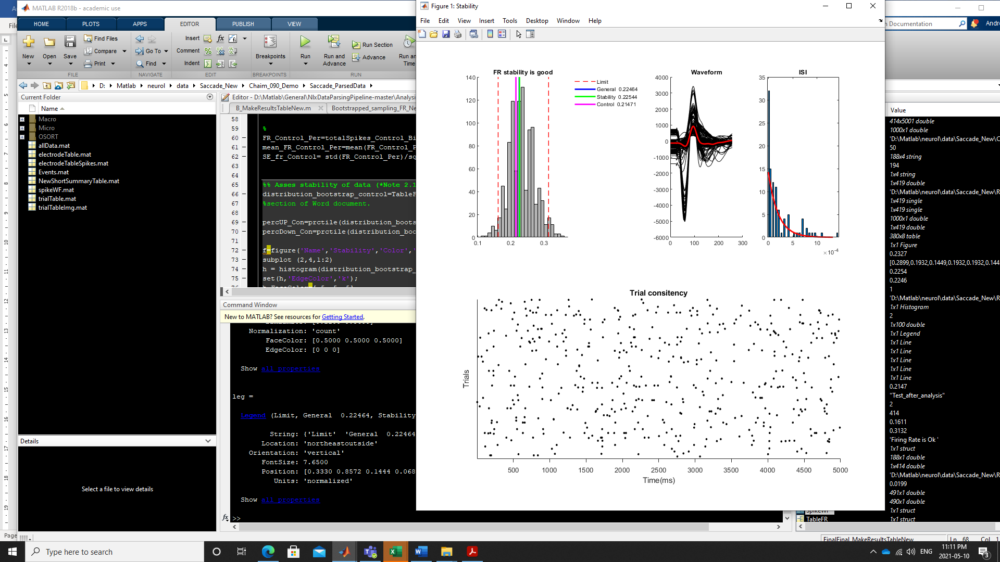 MATLAB R2018b - academic use
HOME
PLOTS
APPS
EDITOR
PUBLISH
VIEW
New
Open
Save
Find Files
Compare
Print
Go To
Find
Insert
Comment
Indent
fx
Breakpoints
Run
Run and Advance
Run Section
Advance
FILE
NAVIGATE
EDIT
BREAKPOINTS
RUN
D: Matlab neurol data Saccade_New Chaim_090_Demo Saccade_ParsedData
Current Folder
Name
Macro
Micro
OSORT
allData.mat
electrodeTable.mat
electrodeTableSpikes.mat
Events.mat
NewShortSummaryTable.mat
spikeWF.mat
trialTable.mat
trialTableImg.mat
Details
Select a file to view details
Editor - D:\Matlab\General\NlxDataParsingPipeline-master\Analysis
B_MakeResultsTableNew.m
Bootstrapped_sampling_FR_Ne
58
59 %
60 FR_Control_Per=totalSpikes_Control_Bi
61 mean_FR_Control_Per=mean(FR_Control_P
62 SE_fr_Control= std(FR_Control_Per)/sq
63
64
65 %% Asses stability of data (*Note 2.1
66 distribution_bootstrap_control=TableF
67 %section of Word document.
68
69 percUP_Con=prctile(distribution_boots
70 percDown_Con=prctile(distribution_boo
71
72 f=figure('Name','Stability','Color','
73 subplot (2,4,1:2)
74 h = histogram(distribution_bootstrap_
75 set(h,'EdgeColor','k');
Command Window
New to MATLAB? See resources for Getting Started.
Normalization: 'count'
FaceColor: [0.5000 0.5000 0.5000]
EdgeColor: [0 0 0]
Show all properties
leg =
Legend (Limit, General  0.22464, Stability
String: {'Limit'  'General  0.22464
Location: 'northeastoutside'
Orientation: 'vertical'
FontSize: 7.6500
Position: [0.3330 0.8572 0.1444 0.068
Units: 'normalized'
Show all properties
fx >>
Figure 1: Stability
File Edit View Insert Tools Desktop Window Help
FR stability is good
140
120
100
80
60
40
20
0
0.1 0.2 0.3
Limit
General 0.22464
Stability 0.22544
Control 0.21471
Waveform
4000
3000
2000
1000
0
-1000
-2000
-3000
-4000
-5000
-6000
0 100 200 300
ISI
35
30
25
20
15
10
5
0
0 5 10
×10-4
Trial consitency
Trials
500 1000 1500 2000 2500 3000 3500 4000 4500 5000
Time(ms)
Documentation
Andre
Value
414x5001 double
1000x1 double
'D:\Matlab\neurol\data\Saccade_New\C
50
188x4 string
194
1x4 string
1x419 double
'D:\Matlab\neurol\data\Saccade_New\R
1x419 single
1x419 single
1000x1 double
1x419 double
380x8 table
1x1 Figure
0.2327
[0.2899,0.1932,0.1449,0.1932,0.1932,0.144
0.2254
0.2246
1
'D:\Matlab\neurol\data\Saccade_New\R
1x1 Histogram
2
1x100 double
1x1 Legend
1x1 Line
1x1 Line
1x1 Line
1x1 Line
1x1 Line
0.2147
"Test_after_analysis"
2
414
0.1611
0.3132
'Firing Rate is Ok '
1x1 struct
188x1 double
1x414 double
'D:\Matlab\neurol\data\Saccade_New\R
0.0199
491x1 double
490x1 double
1x1 struct
1x1 struct
SpikeWF
TableFR
FinalFinal_MakeResultsTableNew
Ln 68 Col 1
Page
Type here to search
ENG
11:11 PM
2021-05-10
3